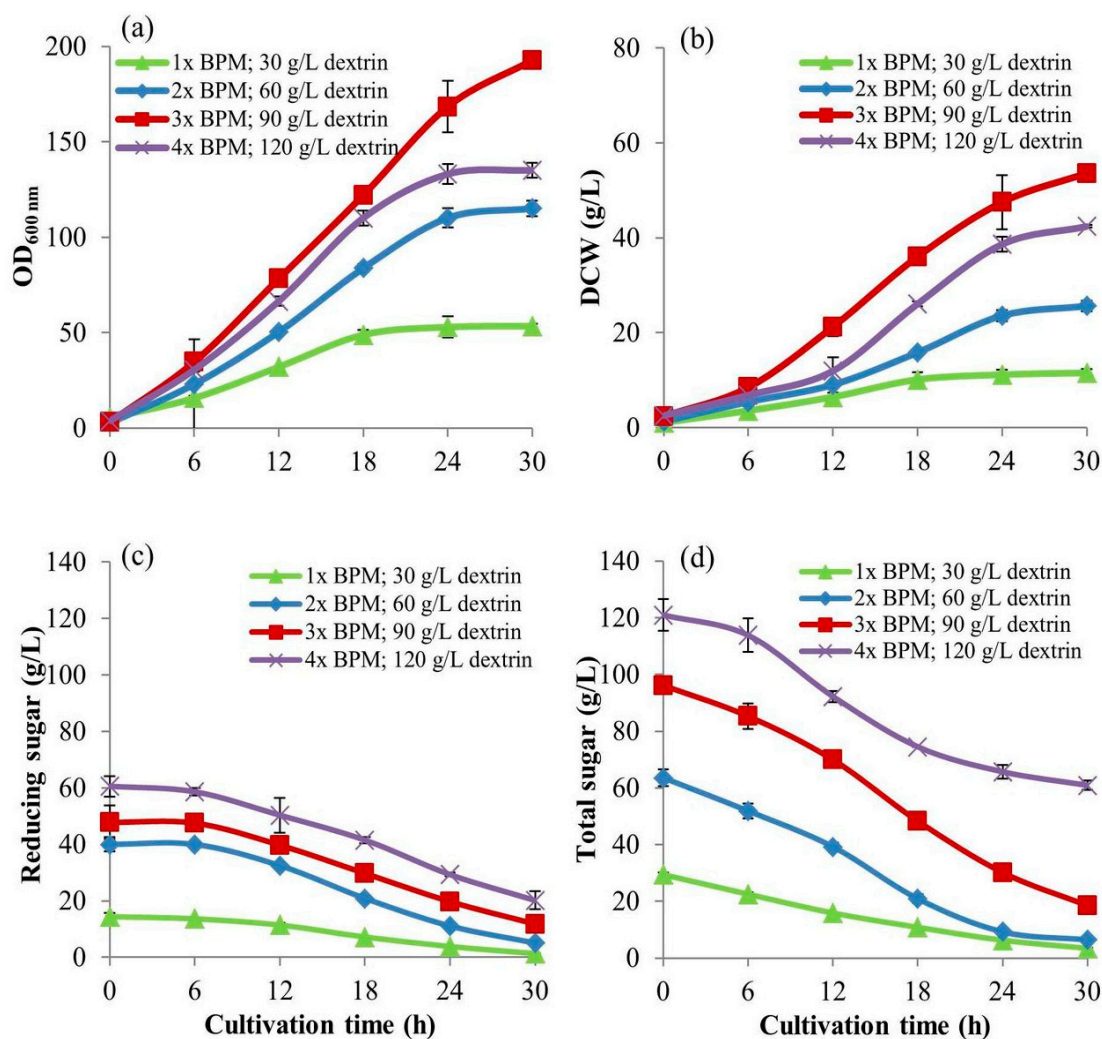 (a)
200
150
100
50
0
OD600 nm
1x BPM; 30 g/L dextrin
2x BPM; 60 g/L dextrin
3x BPM; 90 g/L dextrin
4x BPM; 120 g/L dextrin
0 6 12 18 24 30
(b)
80
60
40
20
0
DCW (g/L)
1x BPM; 30 g/L dextrin
2x BPM; 60 g/L dextrin
3x BPM; 90 g/L dextrin
4x BPM; 120 g/L dextrin
0 6 12 18 24 30
(c)
140
120
100
80
60
40
20
0
Reducing sugar (g/L)
1x BPM; 30 g/L dextrin
2x BPM; 60 g/L dextrin
3x BPM; 90 g/L dextrin
4x BPM; 120 g/L dextrin
0 6 12 18 24 30
Cultivation time (h)
(d)
140
120
100
80
60
40
20
0
Total sugar (g/L)
1x BPM; 30 g/L dextrin
2x BPM; 60 g/L dextrin
3x BPM; 90 g/L dextrin
4x BPM; 120 g/L dextrin
0 6 12 18 24 30
Cultivation time (h)